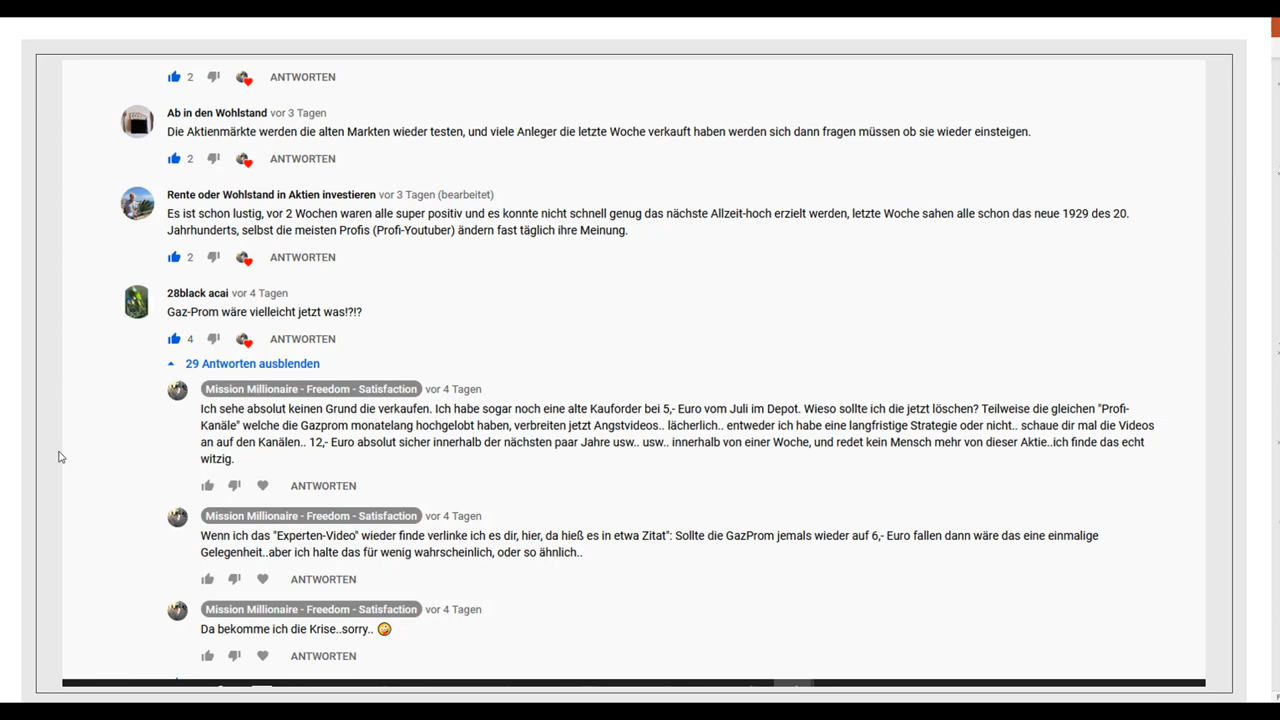 2 ANTWORTEN
Ab in den Wohlstand vor 3 Tagen
Die Aktienmärkte werden die alten Markten wieder testen, und viele Anleger die letzte Woche verkauft haben werden sich dann fragen müssen ob sie wieder einsteigen.
2 ANTWORTEN
Rente oder Wohlstand in Aktien investieren vor 3 Tagen (bearbeitet)
Es ist schon lustig, vor 2 Wochen waren alle super positiv und es konnte nicht schnell genug das nächste Allzeit-hoch erzielt werden, letzte Woche sahen alle schon das neue 1929 des 20.
Jahrhunderts, selbst die meisten Profis (Profi-Youtuber) ändern fast täglich ihre Meinung.
2 ANTWORTEN
28black acai vor 4 Tagen
Gaz-Prom wäre vielleicht jetzt was!?!?
4 ANTWORTEN
29 Antworten ausblenden
Mission Millionaire - Freedom - Satisfaction vor 4 Tagen
Ich sehe absolut keinen Grund die verkaufen. Ich habe sogar noch eine alte Kauforder bei 5,- Euro vom Juli im Depot. Wieso sollte ich die jetzt löschen? Teilweise die gleichen "Profi-
Kanäle" welche die Gazprom monatelang hochgelobt haben, verbreiten jetzt Angstvideos.. lächerlich.. entweder ich habe eine langfristige Strategie oder nicht.. schaue dir mal die Videos
an auf den Kanälen.. 12,- Euro absolut sicher innerhalb der nächsten paar Jahre usw.. usw.. innerhalb von einer Woche, und redet kein Mensch mehr von dieser Aktie..ich finde das echt
witzig.
ANTWORTEN
Mission Millionaire - Freedom - Satisfaction vor 4 Tagen
Wenn ich das "Experten-Video" wieder finde verlinke ich es dir, hier, da hieß es in etwa Zitat": Sollte die GazProm jemals wieder auf 6,- Euro fallen dann wäre das eine einmalige
Gelegenheit..aber ich halte das für wenig wahrscheinlich, oder so ähnlich..
ANTWORTEN
Mission Millionaire - Freedom - Satisfaction vor 4 Tagen
Da bekomme ich die Krise..sorry..
ANTWORTEN